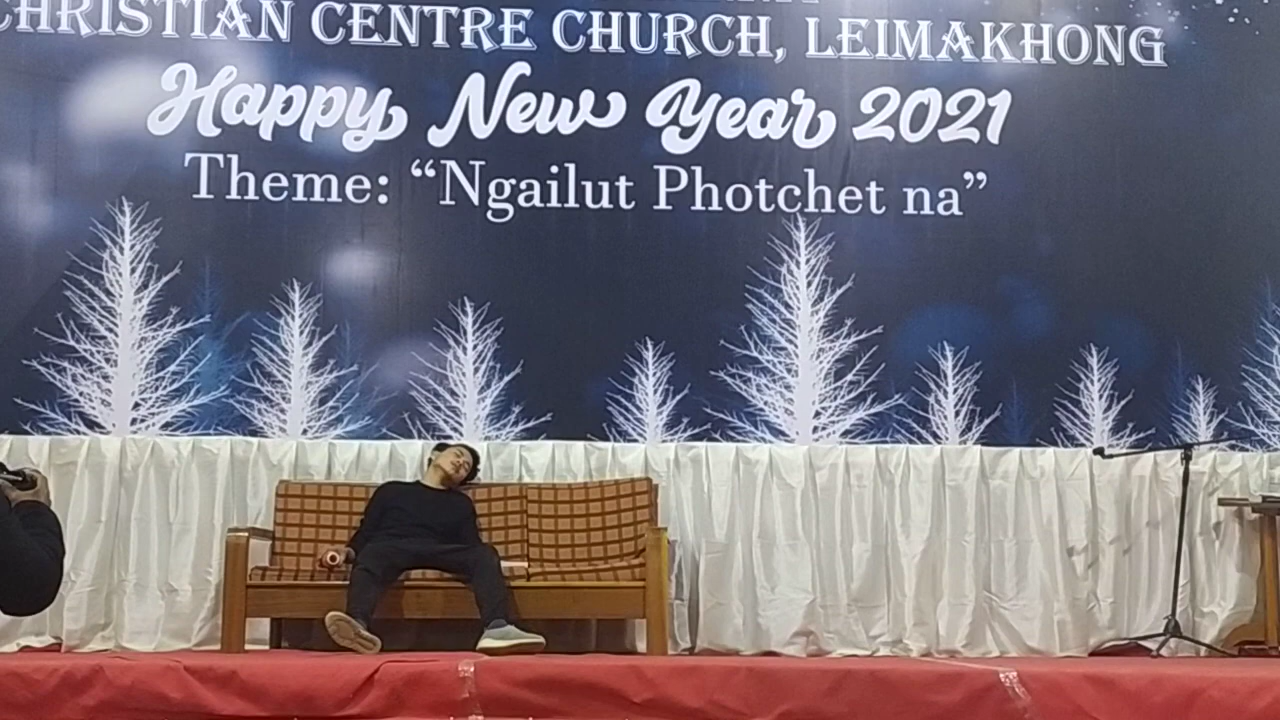 CHRISTIAN CENTRE CHURCH, LEIMAKHONG
Happy New Year 2021
Theme: “Ngailut Photchet na”